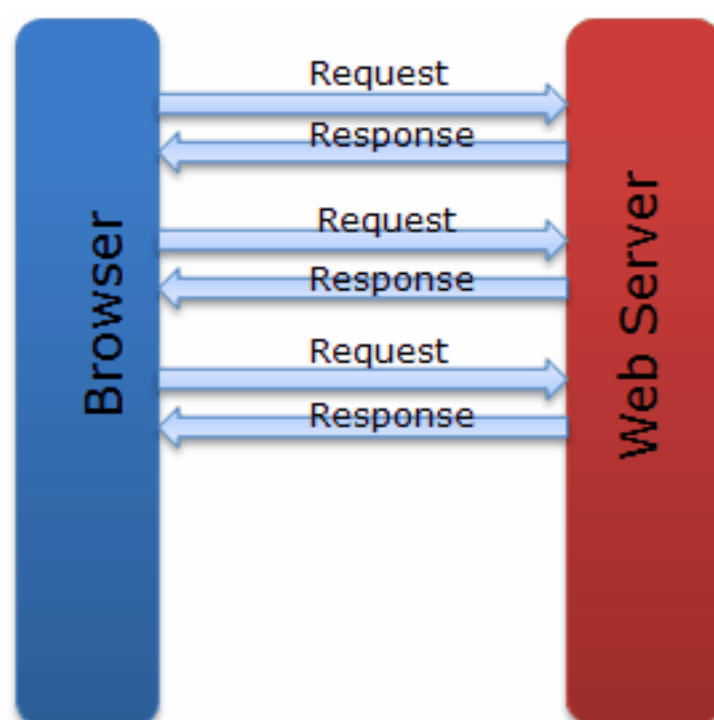 Request
Response
Request
Response
Request
Response
Browser
Web Server